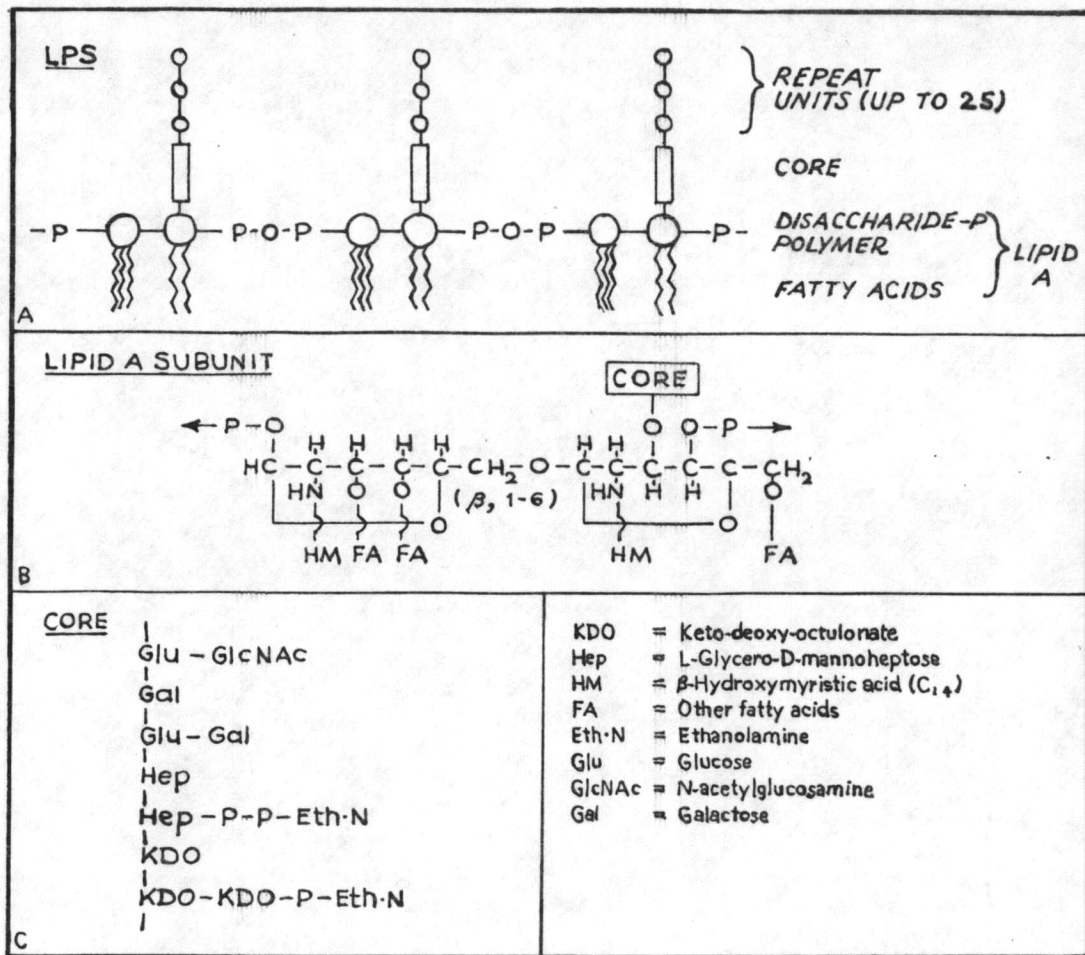 LPS
REPEAT
UNITS (UP TO 25)
CORE
-P-O-P-O-P-O-P-
DISACCHARIDE-P
POLYMER
LIPID
A
FATTY ACIDS
A
LIPID A SUBUNIT
CORE
P-O
O O-P
H H H H H H
HC-C-C-C-C-CH2-O-C-C-C-C-C-CH2
HN O O (β, 1-6) HN H H O
O O
HM FA FA HM FA
B
CORE
Glu-GlcNAc
Gal
Glu-Gal
Hep
Hep-P-P-Eth·N
KDO
KDO-KDO-P-Eth·N
C
KDO = Keto-deoxy-octulonate
Hep = L-Glycero-D-mannoheptose
HM = β-Hydroxymyristic acid (C14)
FA = Other fatty acids
Eth·N = Ethanolamine
Glu = Glucose
GlcNAc = N-acetylglucosamine
Gal = Galactose